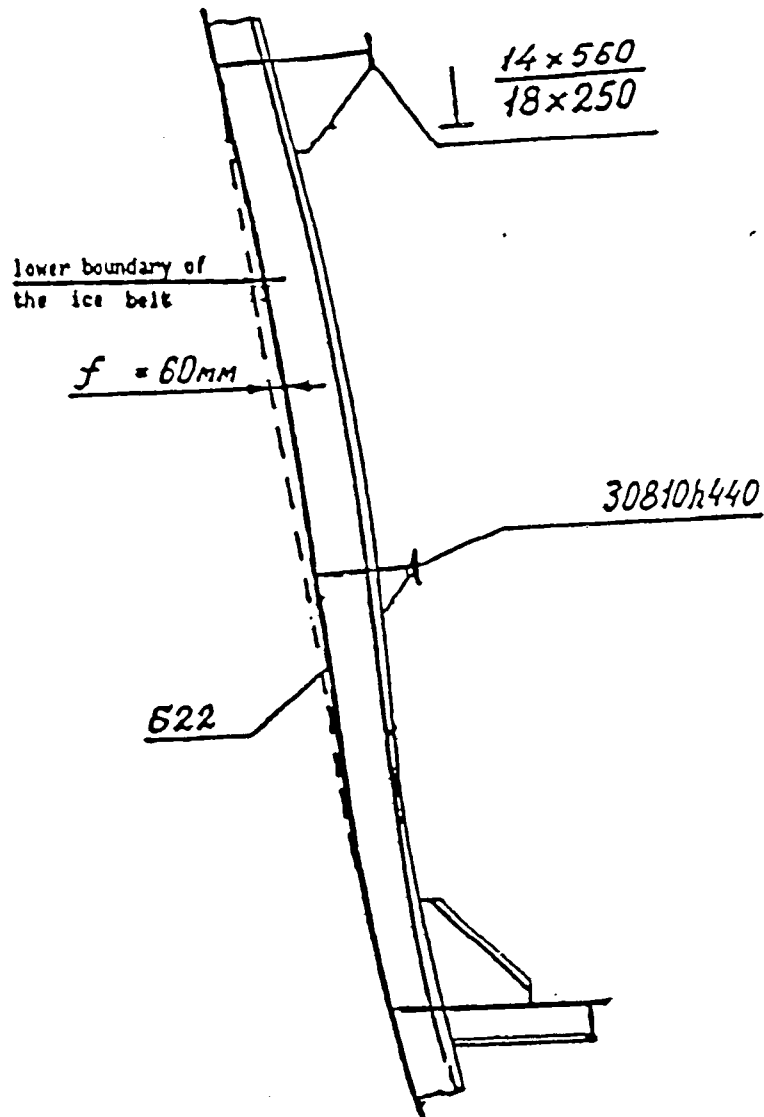 14 × 560
18 × 250
lower boundary of
the ice belt
f = 60мм
30810h440
Б22